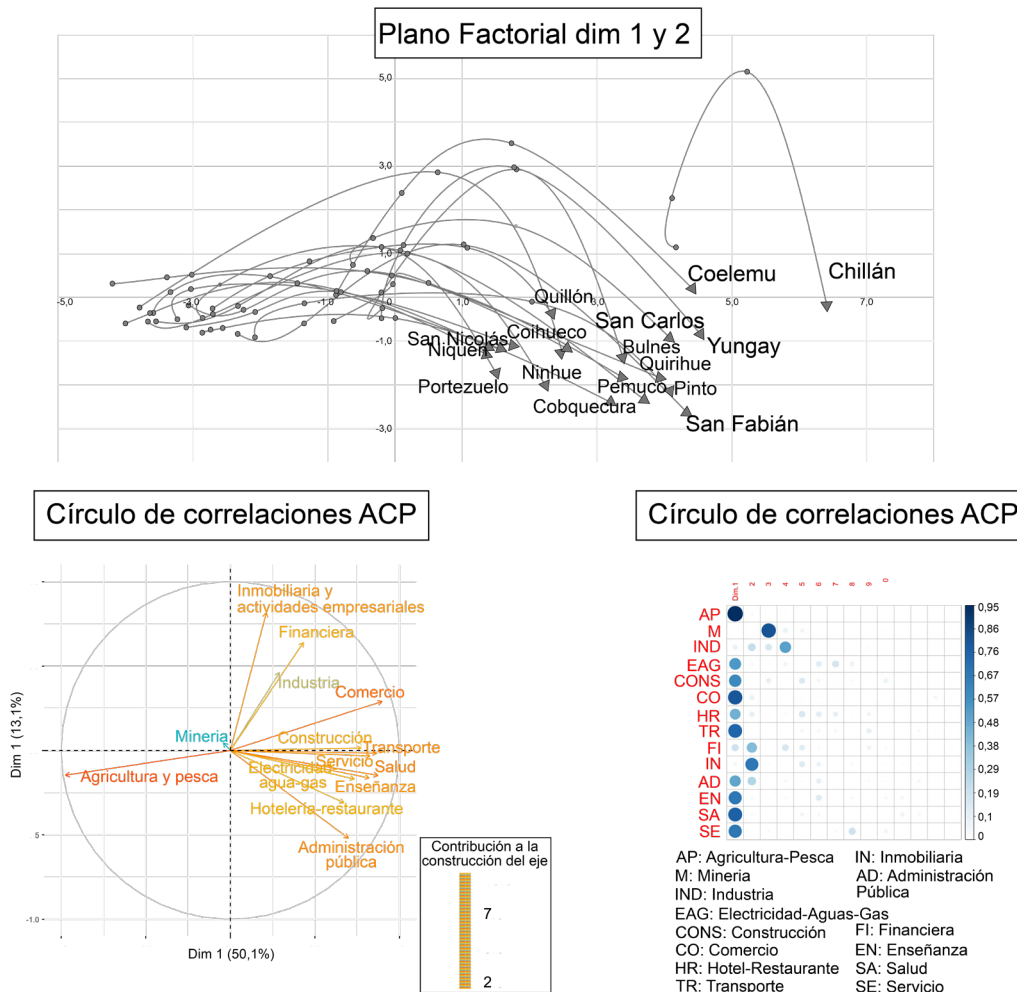 Plano Factorial dim 1 y 2
5,0
3,0
1,0
-5,0
-3,0
-1,0
1,0
3,0
5,0
7,0
-1,0
-3,0
Coelemu
Chillán
Quillón
San Carlos
San Nicolás
Coihueco
Yungay
Niquen
Bulnes
Quirihue
Portezuelo
Ninhue
Pemuco
Pinto
Cobquecura
San Fabián
Círculo de correlaciones ACP
Inmobiliaria y
actividades empresariales
Financiera
Industria
Comercio
Mineria
Construcción
Transporte
Servicio
Salud
Agricultura y pesca
Electricidad
agua-gas
Enseñanza
Hotelería-restaurante
Administración
pública
5
-1.0
Dim 1 (13,1%)
Dim 1 (50,1%)
Contribución a la
construcción del eje
7
2
Círculo de correlaciones ACP
Dim.1
2
3
4
5
6
7
8
9
0
AP
M
IND
EAG
CONS
CO
HR
TR
FI
IN
AD
EN
SA
SE
0,95
0,86
0,76
0,67
0,57
0,48
0,38
0,29
0,19
0,1
0
AP: Agricultura-Pesca
M: Mineria
IND: Industria
EAG: Electricidad-Aguas-Gas
CONS: Construcción
CO: Comercio
HR: Hotel-Restaurante
TR: Transporte
IN: Inmobiliaria
AD: Administración
Pública
FI: Financiera
EN: Enseñanza
SA: Salud
SE: Servicio